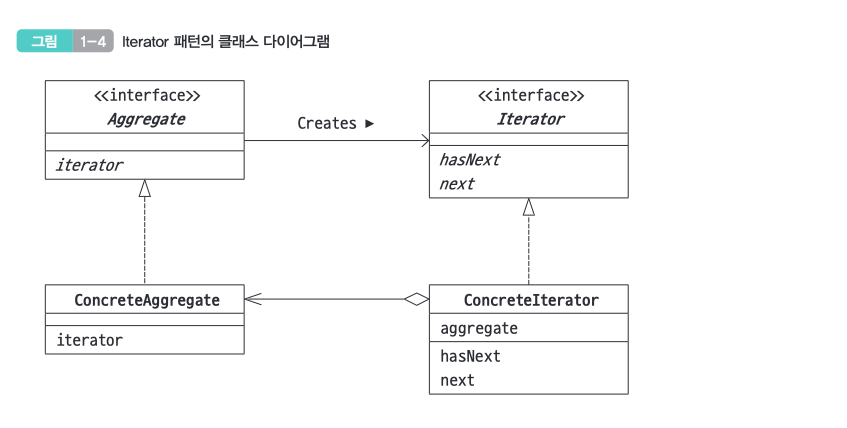 그림 1-4 Iterator 패턴의 클래스 다이어그램
<<interface>>
Aggregate
iterator
Creates ▶
<<interface>>
Iterator
hasNext
next
ConcreteAggregate
iterator
ConcreteIterator
aggregate
hasNext
next